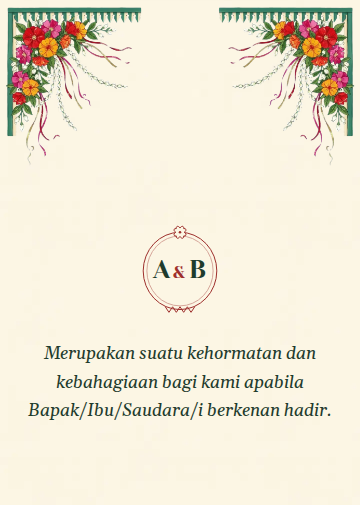 A & B
Merupakan suatu kehormatan dan
kebahagiaan bagi kami apabila
Bapak/Ibu/Saudara/i berkenan hadir.